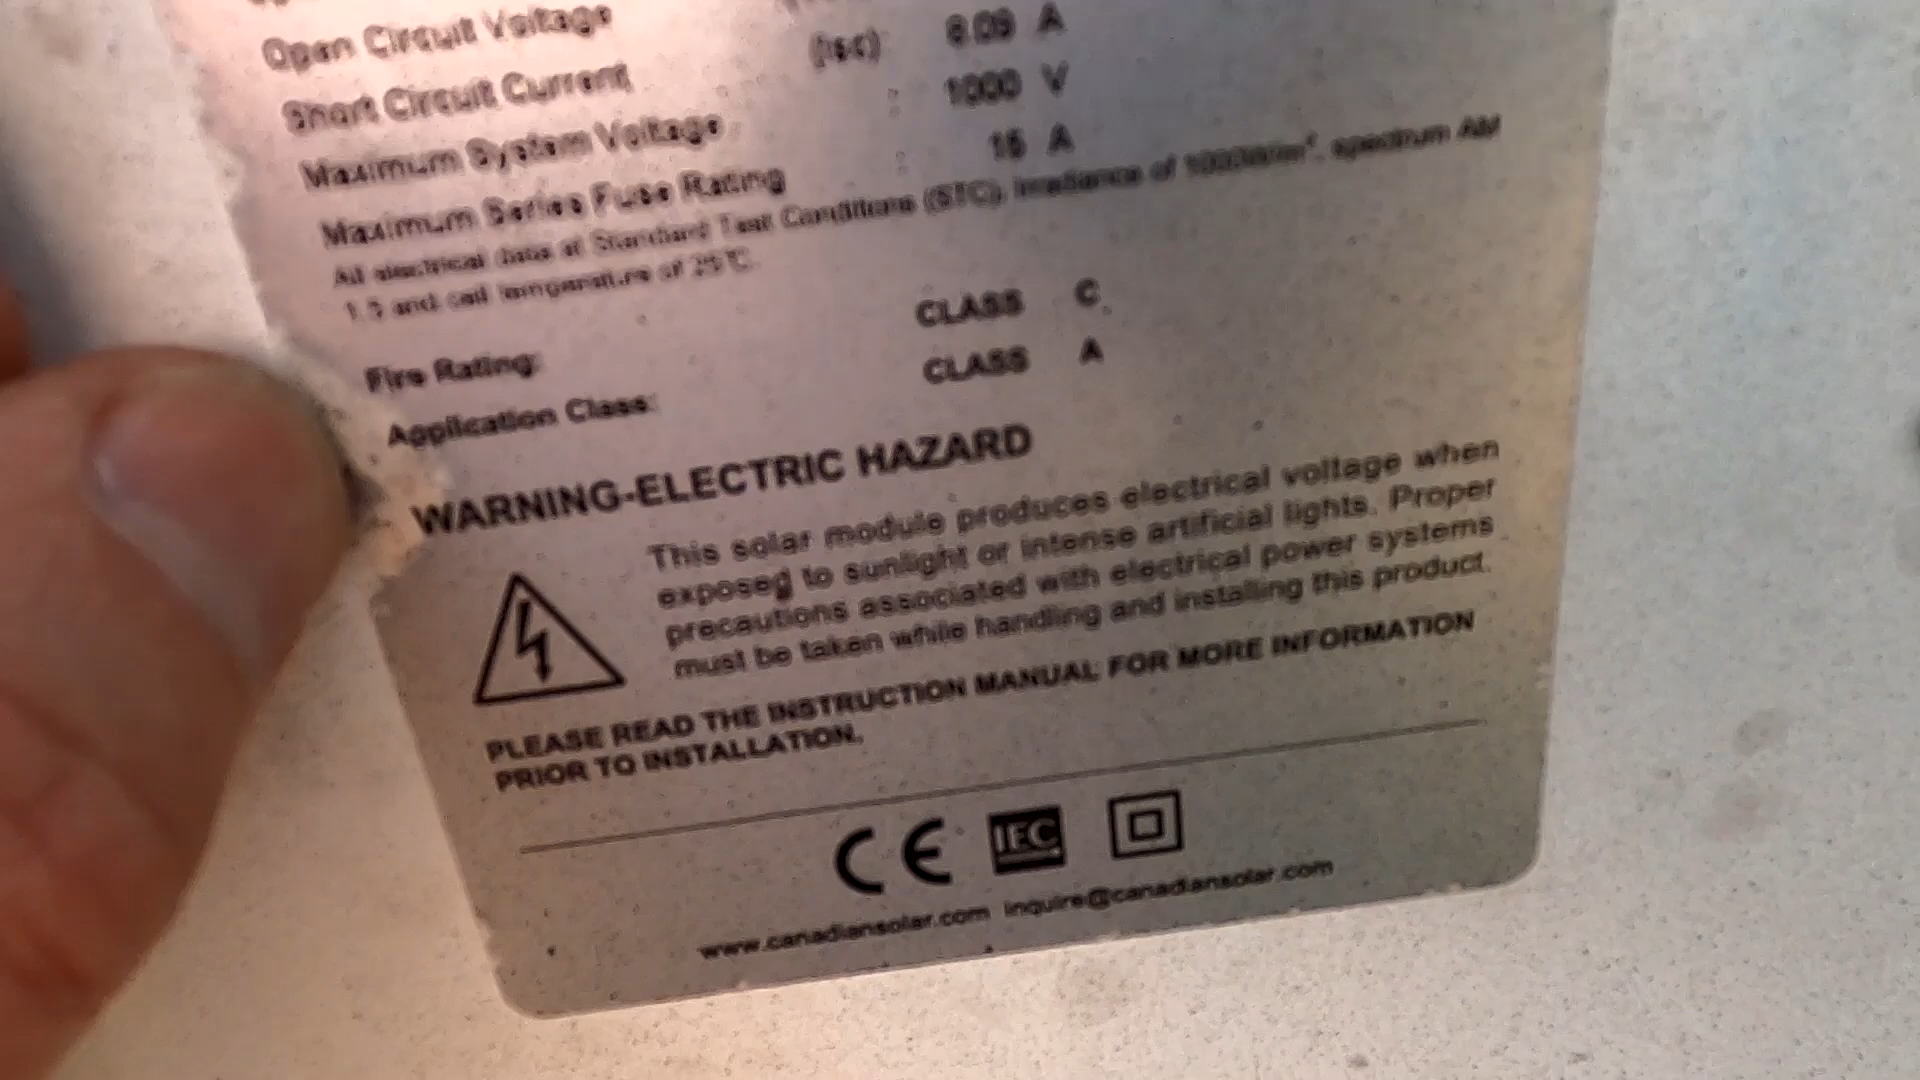 Open Circuit Voltage
Short Circuit Current (Isc) A
Maximum System Voltage : 1000 V
Maximum Series Fuse Rating : 15 A
All electrical data at Standard Test Conditions (STC), Irradiance of 1000W/m², spectrum AM
1.5 and cell temperature of 25°C.
Fire Rating: CLASS C
Application Class: CLASS A
WARNING-ELECTRIC HAZARD
This solar module produces electrical voltage when
exposed to sunlight or intense artificial lights. Proper
precautions associated with electrical power systems
must be taken while handling and installing this product.
PLEASE READ THE INSTRUCTION MANUAL FOR MORE INFORMATION
PRIOR TO INSTALLATION.
CE IEC
www.canadiansolar.com inquire@canadiansolar.com